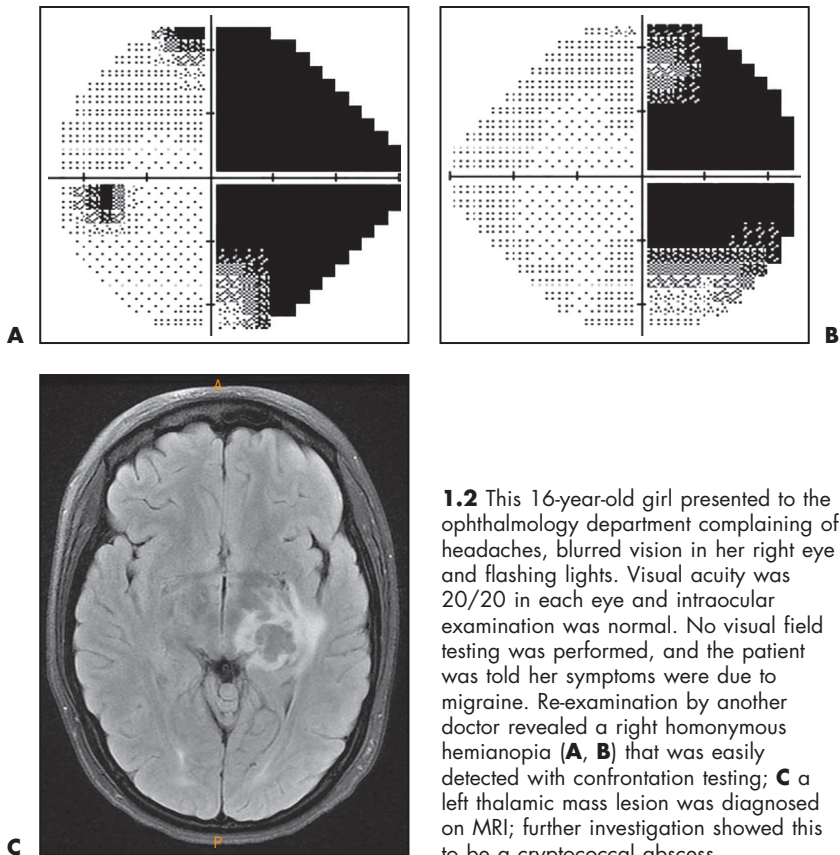 A
B
A
P
C
1.2 This 16-year-old girl presented to the
ophthalmology department complaining of
headaches, blurred vision in her right eye
and flashing lights. Visual acuity was
20/20 in each eye and intraocular
examination was normal. No visual field
testing was performed, and the patient
was told her symptoms were due to
migraine. Re-examination by another
doctor revealed a right homonymous
hemianopia (A, B) that was easily
detected with confrontation testing; C a
left thalamic mass lesion was diagnosed
on MRI; further investigation showed this
to be a cryptococcal abscess